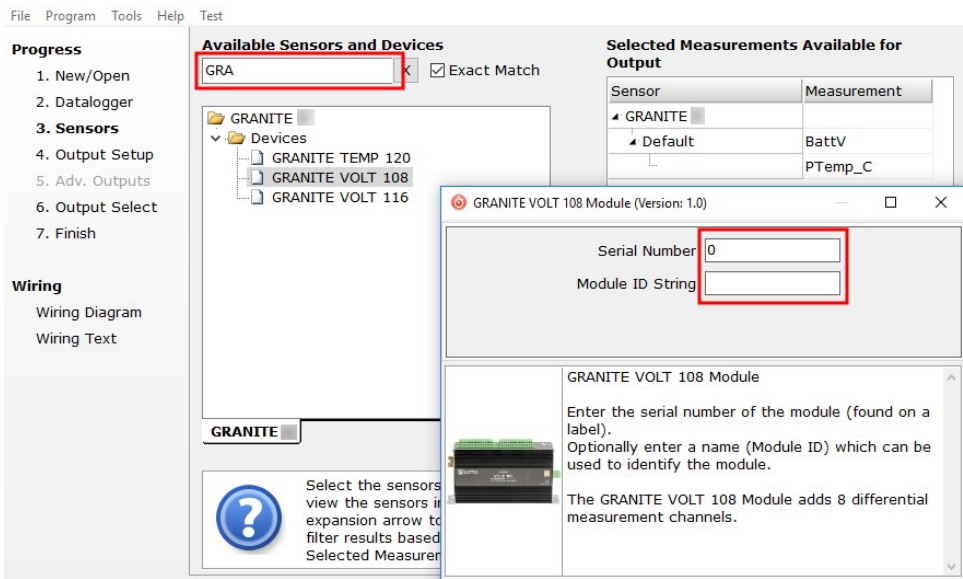 File Program Tools Help Test
Progress
1. New/Open
2. Datalogger
3. Sensors
4. Output Setup
5. Adv. Outputs
6. Output Select
7. Finish
Wiring
Wiring Diagram
Wiring Text
Available Sensors and Devices
GRA
X
Exact Match
GRANITE
Devices
GRANITE TEMP 120
GRANITE VOLT 108
GRANITE VOLT 116
GRANITE
Select the sensors
view the sensors
expansion arrow
filter results based
Selected
Selected Measurements Available for
Output
Sensor Measurement
GRANITE
Default BattV
PTemp_C
GRANITE VOLT 108 Module (Version: 1.0)
Serial Number 0
Module ID String
GRANITE VOLT 108 Module
Enter the serial number of the module (found on a
label).
Optionally enter a name (Module ID) which can be
used to identify the module.
The GRANITE VOLT 108 Module adds 8 differential
measurement channels.